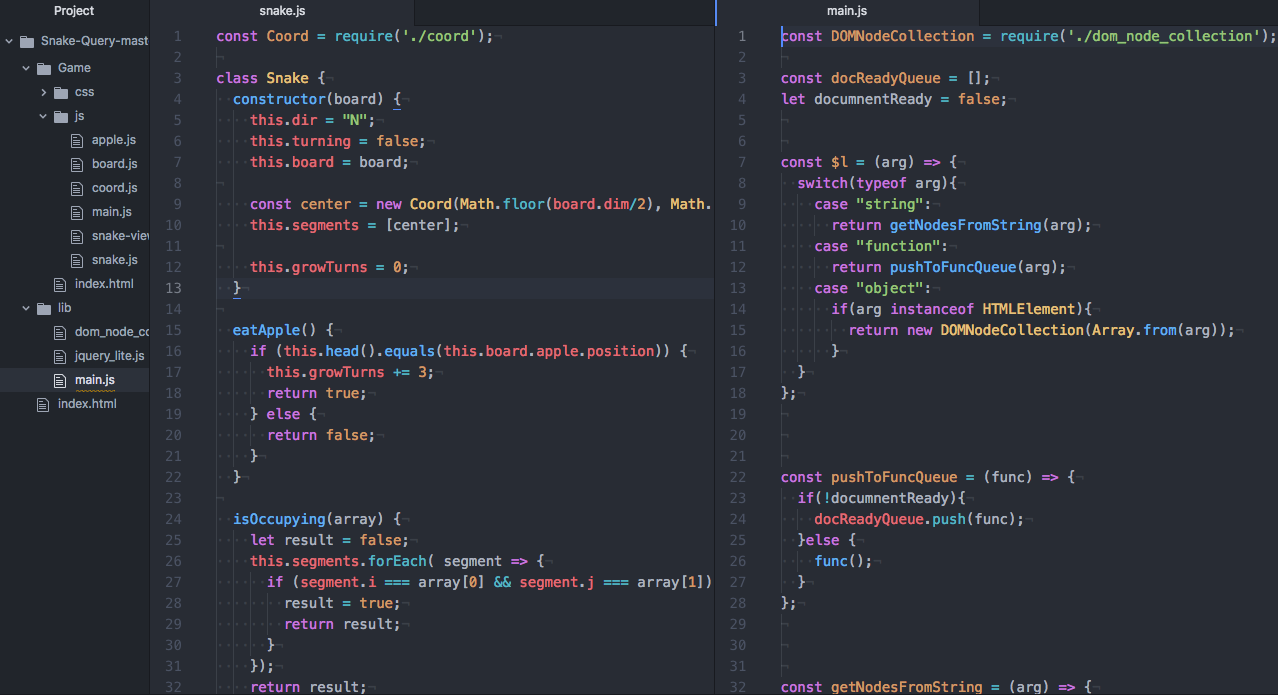 Project
Snake-Query-mast
Game
css
js
apple.js
board.js
coord.js
main.js
snake-view
snake.js
index.html
lib
dom_node_co
jquery_lite.js
main.js
index.html
snake.js
1 const Coord = require('./coord');
2
3 class Snake {
4 constructor(board) {
5 this.dir = "N";
6 this.turning = false;
7 this.board = board;
8
9 const center = new Coord(Math.floor(board.dim/2), Math.
10 this.segments = [center];
11
12 this.growTurns = 0;
13 }
14
15 eatApple() {
16 if (this.head().equals(this.board.apple.position)) {
17 this.growTurns += 3;
18 return true;
19 } else {
20 return false;
21 }
22 }
23
24 isOccupying(array) {
25 let result = false;
26 this.segments.forEach( segment => {
27 if (segment.i === array[0] && segment.j === array[1])
28 result = true;
29 return result;
30 }
31 });
32 return result;
main.js
1 const DOMNodeCollection = require('./dom_node_collection');
2
3 const docReadyQueue = [];
4 let documnentReady = false;
5
6
7 const $l = (arg) => {
8 switch(typeof arg){
9 case "string":
10 return getNodesFromString(arg);
11 case "function":
12 return pushToFuncQueue(arg);
13 case "object":
14 if(arg instanceof HTMLElement){
15 return new DOMNodeCollection(Array.from(arg));
16 }
17 }
18 };
19
20
21
22 const pushToFuncQueue = (func) => {
23 if(!documnentReady){
24 docReadyQueue.push(func);
25 }else {
26 func();
27 }
28 };
29
30
31
32 const getNodesFromString = (arg) => {